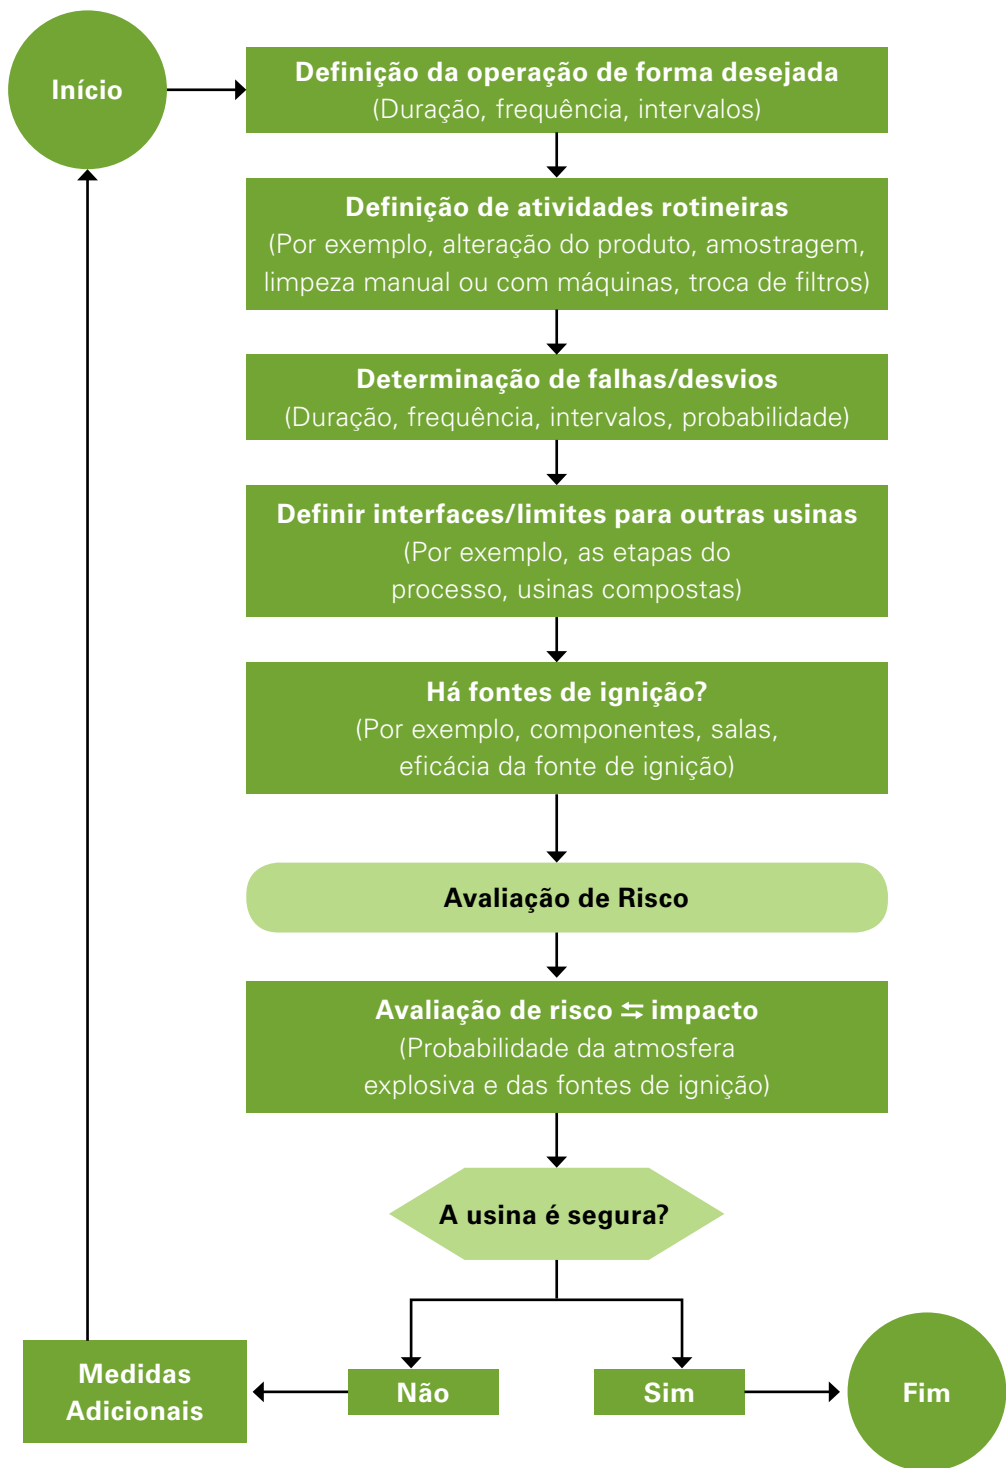 Início
Definição da operação de forma desejada
(Duração, frequência, intervalos)
Definição de atividades rotineiras
(Por exemplo, alteração do produto, amostragem,
limpeza manual ou com máquinas, troca de filtros)
Determinação de falhas/desvios
(Duração, frequência, intervalos, probabilidade)
Definir interfaces/limites para outras usinas
(Por exemplo, as etapas do
processo, usinas compostas)
Há fontes de ignição?
(Por exemplo, componentes, salas,
eficácia da fonte de ignição)
Avaliação de Risco
Avaliação de risco ⇆ impacto
(Probabilidade da atmosfera
explosiva e das fontes de ignição)
A usina é segura?
Medidas
Adicionais
Não
Sim
Fim